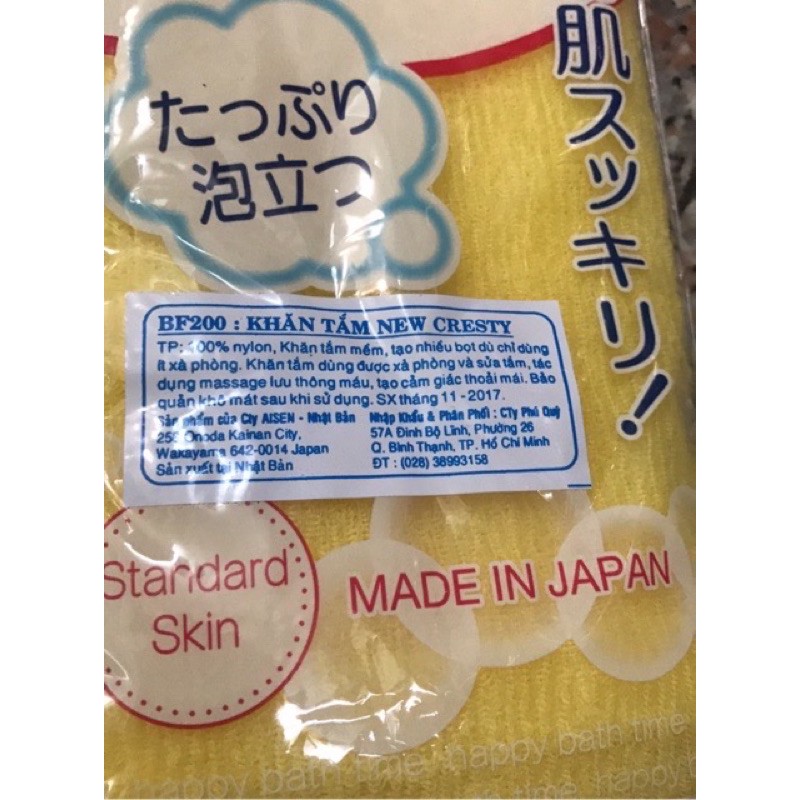 たっぷり
泡立つ
肌スッキリ!
BF200 : KHĂN TẮM NEW CRESTY
TP: 100% nylon, Khăn tắm mềm, tạo nhiều bọt dù chỉ dùng
ít xà phòng. Khăn tắm dùng được xà phòng và sữa tắm, tác
dụng massage lưu thông máu, tạo cảm giác thoải mái. Bảo
quản khô mát sau khi sử dụng. SX tháng 11 - 2017.
Sản phẩm của Cty AISEN - Nhật Bản
Onoda Kainan City,
Waxayama 642-0014 Japan
Sản xuất tại Nhật Bản
Nhập Khẩu & Phân Phối : CTy Phú Quý
57A Đinh Bộ Lĩnh, Phường 26
Q. Bình Thạnh, TP. Hồ Chí Minh
ĐT : (028) 38993158
Standard
Skin
MADE IN JAPAN
happy bath time happy bath time
happy